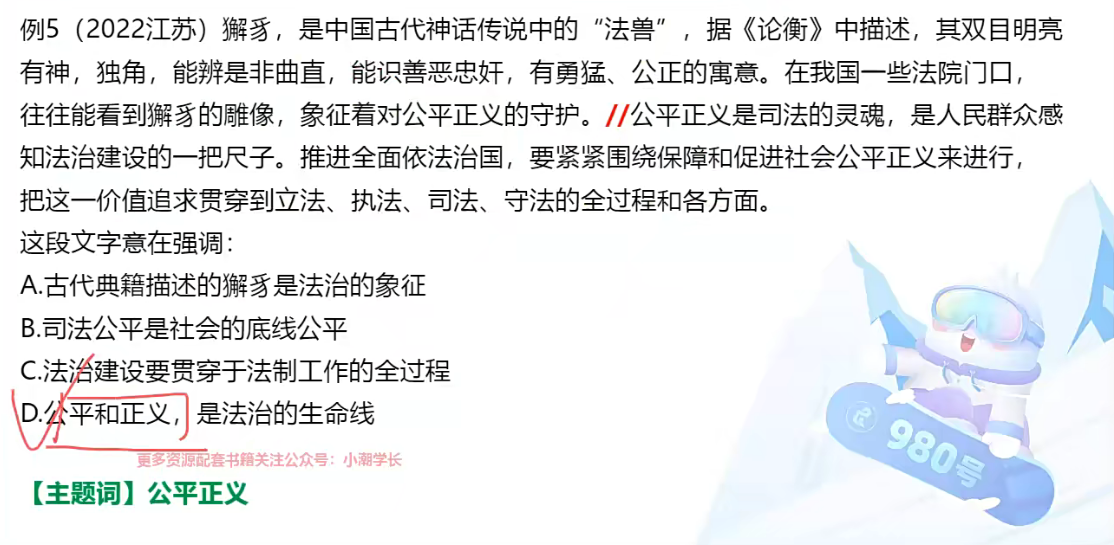 例5（2022江苏）獬豸，是中国古代神话传说中的“法兽”，据《论衡》中描述，其双目明亮
有神，独角，能辨是非曲直，能识善恶忠奸，有勇猛、公正的寓意。在我国一些法院门口，
往往能看到獬豸的雕像，象征着对公平正义的守护。//公平正义是司法的灵魂，是人民群众感
知法治建设的一把尺子。推进全面依法治国，要紧紧围绕保障和促进社会公平正义来进行，
把这一价值追求贯穿到立法、执法、司法、守法的全过程和各方面。
这段文字意在强调：
A.古代典籍描述的獬豸是法治的象征
B.司法公平是社会的底线公平
C.法治建设要贯穿于法制工作的全过程
D.公平和正义，是法治的生命线
更多资源配套书籍关注公众号：小潮学长
【主题词】公平正义
980号